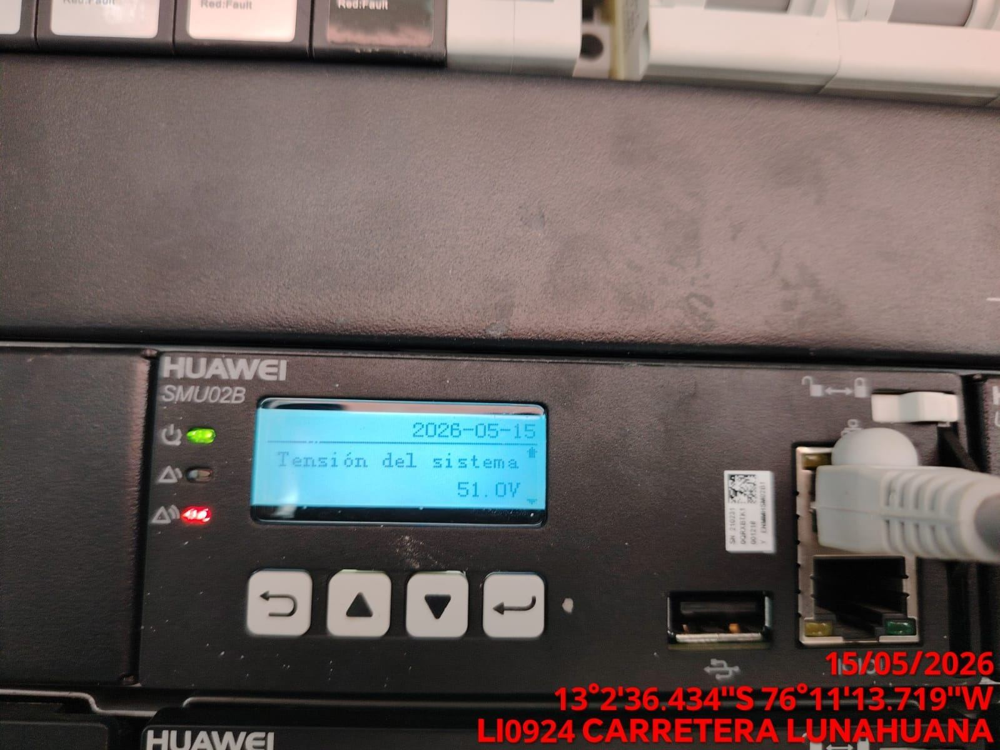 Red:Fault
Red:Fault
Red:Fault
HUAWEI
SMU02B
2026-05-15
Tensión del sistema
51.0V
15/05/2026
13°2'36.434"S 76°11'13.719"W
LI0924 CARRETERA LUNAHUANA
HUAWEI